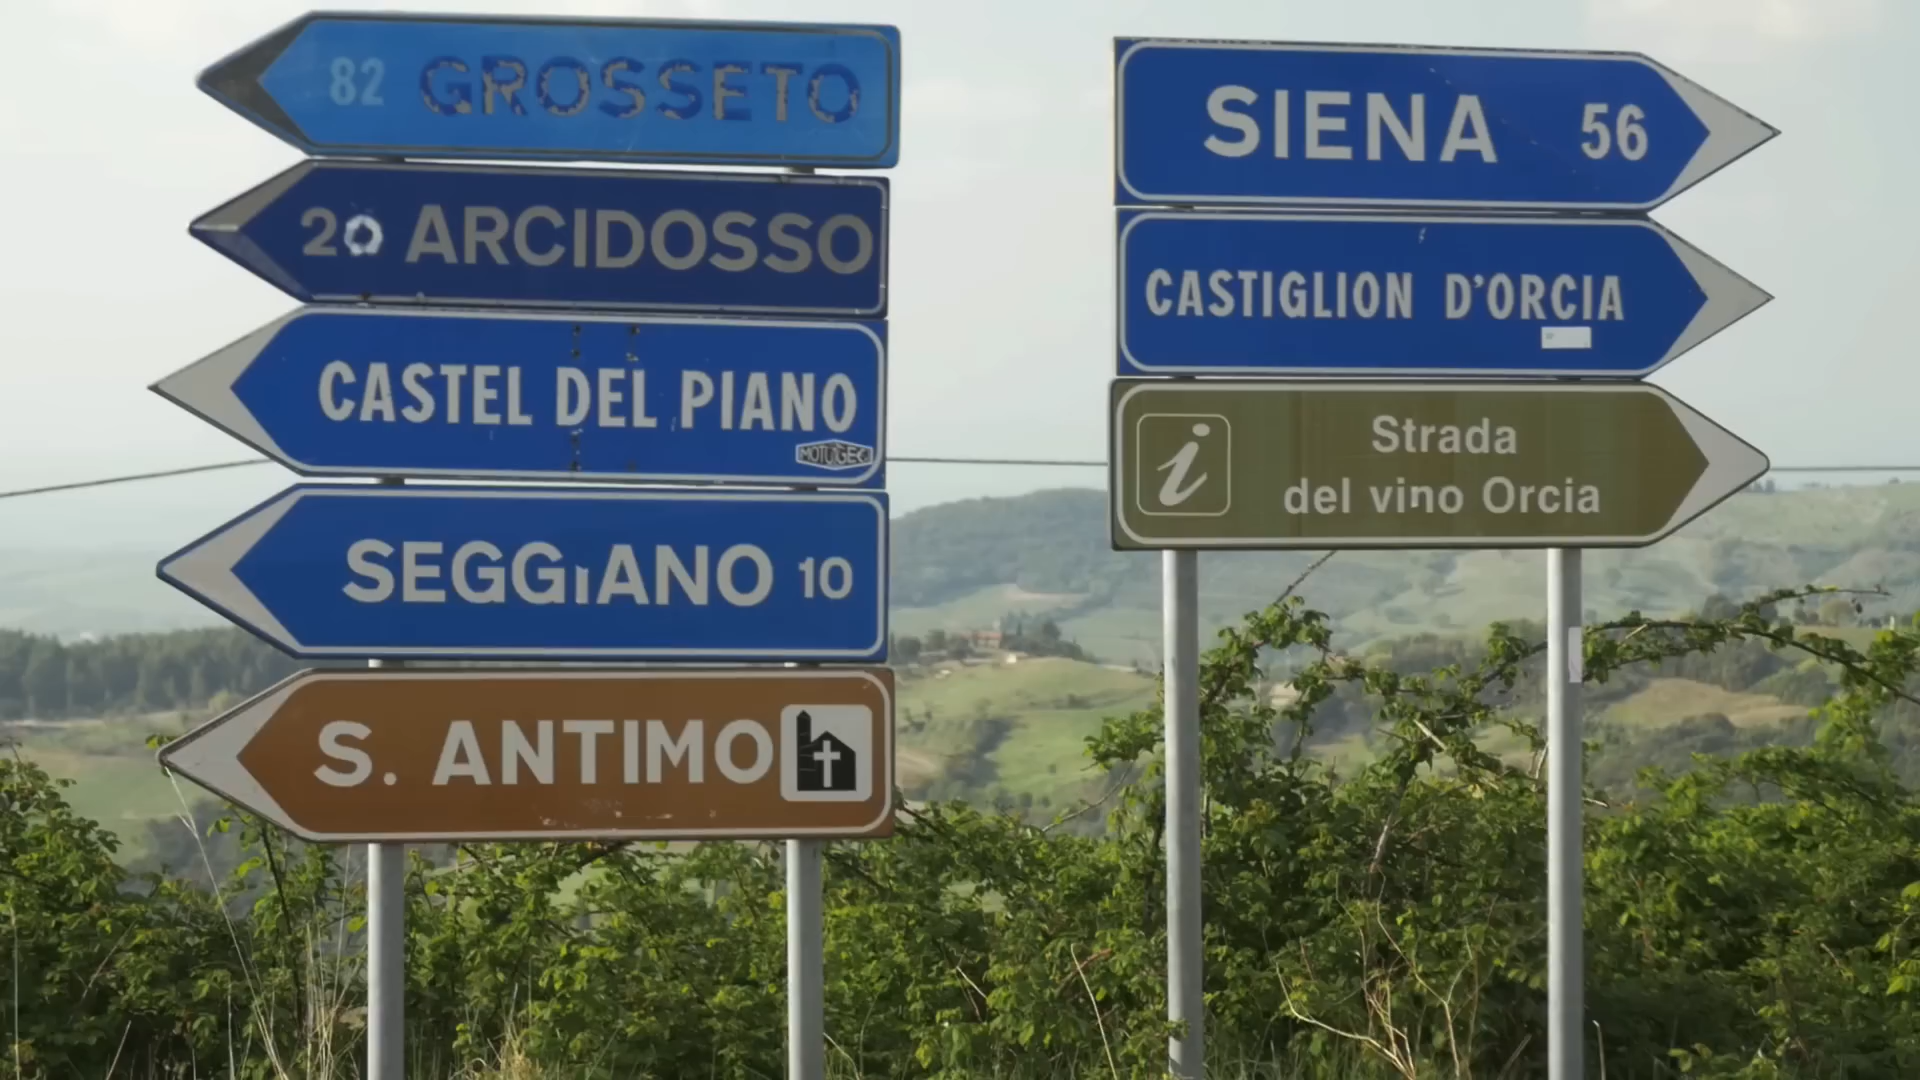 82 GROSSETO
20 ARCIDOSSO
CASTEL DEL PIANO
SEGGIANO 10
S. ANTIMO
SIENA 56
CASTIGLION D'ORCIA
i Strada
del vino Orcia